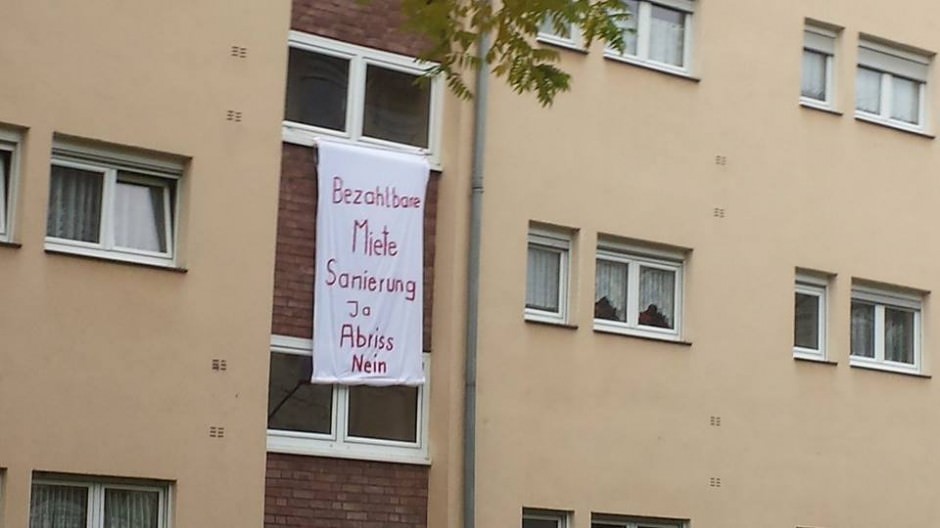 Bezahlbare
Miete
Sanierung
Ja
Abriss
Nein